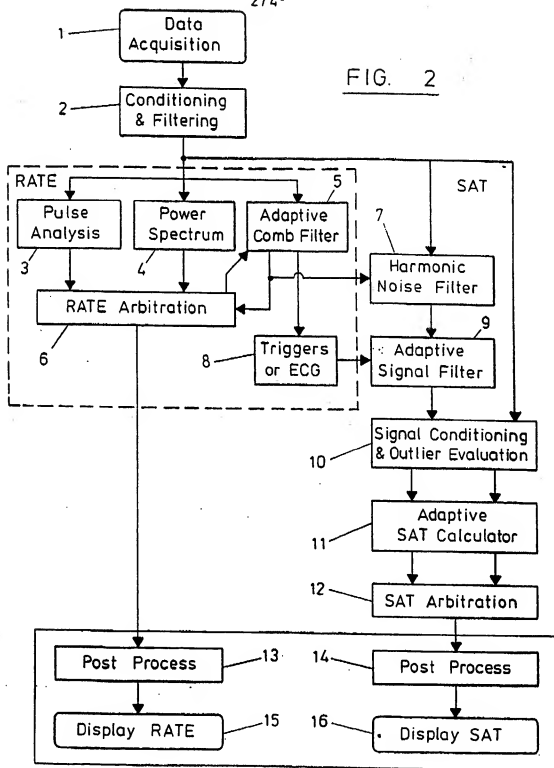 2/4
1
Data
Acquisition
FIG. 2
2
Conditioning
& Filtering
RATE
SAT
5
7
Pulse
Analysis
3
Power
Spectrum
4
Adaptive
Comb Filter
Harmonic
Noise Filter
RATE Arbitration
6
9
8
Triggers
or ECG
Adaptive
Signal Filter
10
Signal Conditioning
& Outlier Evaluation
11
Adaptive
SAT Calculator
12
SAT Arbitration
Post Process
13
14
Post Process
Display RATE
15
16
Display SAT